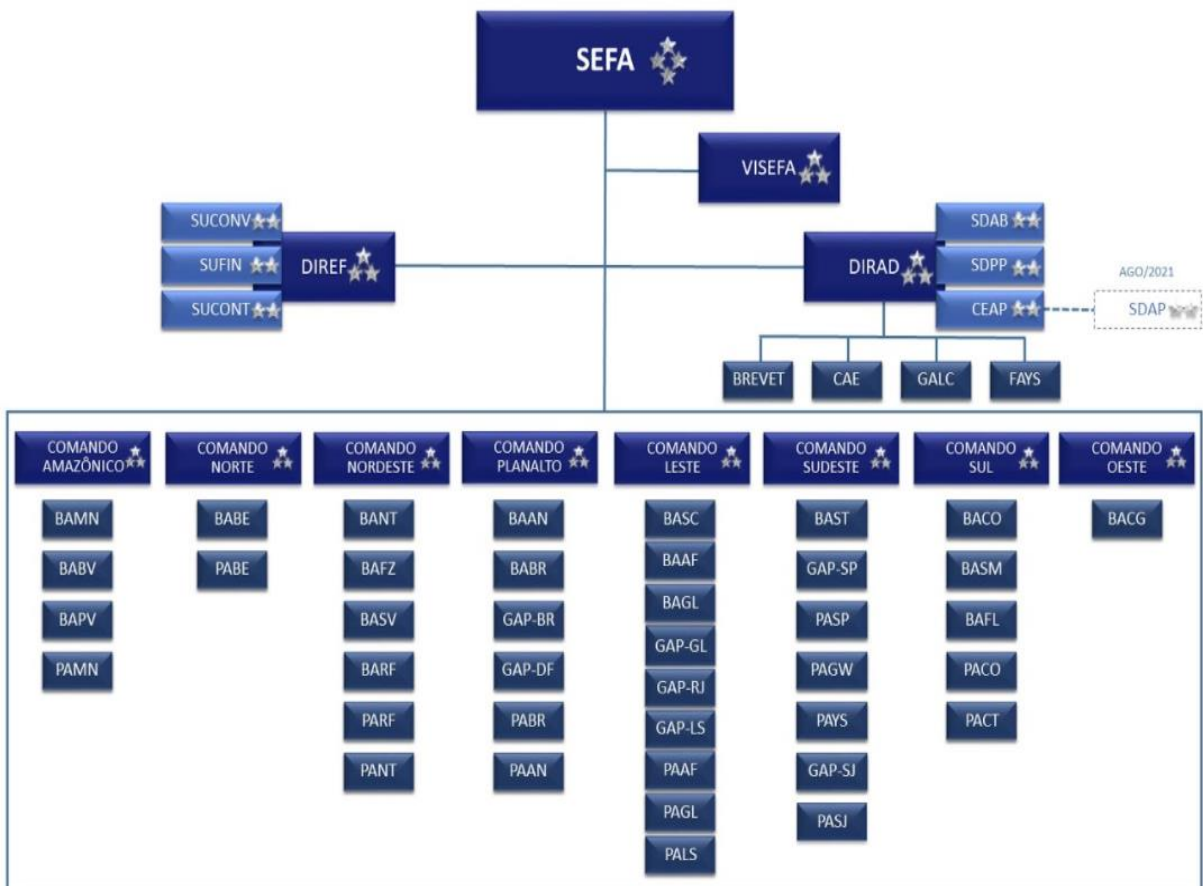 SEFA
VISEFA
SUCONV
SUFIN
SUCONT
DIREF
DIRAD
SDAB
SDPP
CEAP
AGO/2021
SDAP
BREVET
CAE
GALC
FAYS
COMANDO
AMAZÔNICO
BAMN
BABV
BAPV
PAMN
COMANDO
NORTE
BABE
PABE
COMANDO
NORDESTE
BANT
BAFZ
BASV
BARF
PARF
PANT
COMANDO
PLANALTO
BAAN
BABR
GAP-BR
GAP-DF
PABR
PAAN
COMANDO
LESTE
BASC
BAAF
BAGL
GAP-GL
GAP-RJ
GAP-LS
PAAF
PAGL
PALS
COMANDO
SUDESTE
BAST
GAP-SP
PASP
PAGW
PAYS
GAP-SJ
PASJ
COMANDO
SUL
BACO
BASM
BAFL
PACO
PACT
COMANDO
OESTE
BACG